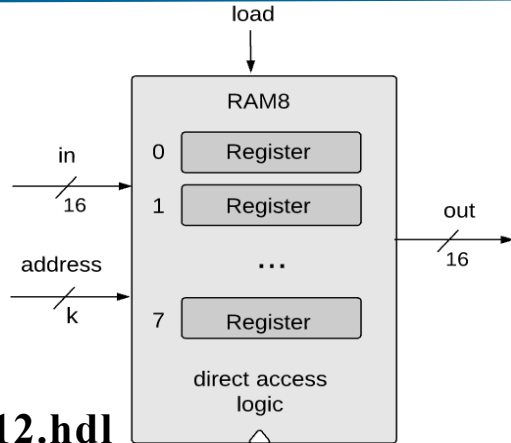 load
RAM8
0 Register
in
16
1 Register
out
16
address
...
k
7 Register
direct access
logic
12.hdl